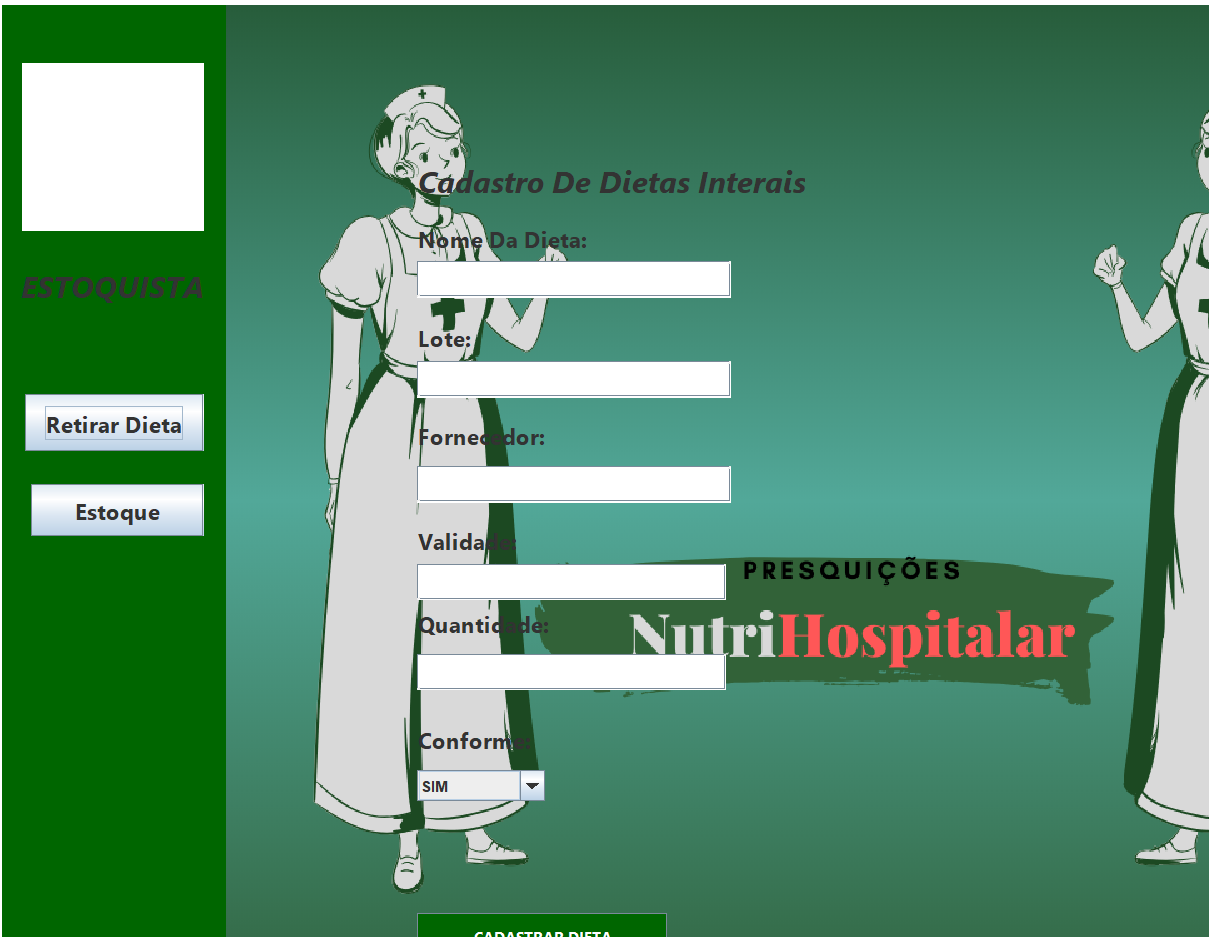 ESTOQUISTA
Retirar Dieta
Estoque
Cadastro De Dietas Interais
Nome Da Dieta:
Lote:
Fornecedor:
Validade:
Quantidade:
Conforme:
SIM
CADASTRAR DIETA
PRESQUIÇÕES
NutriHospitalar